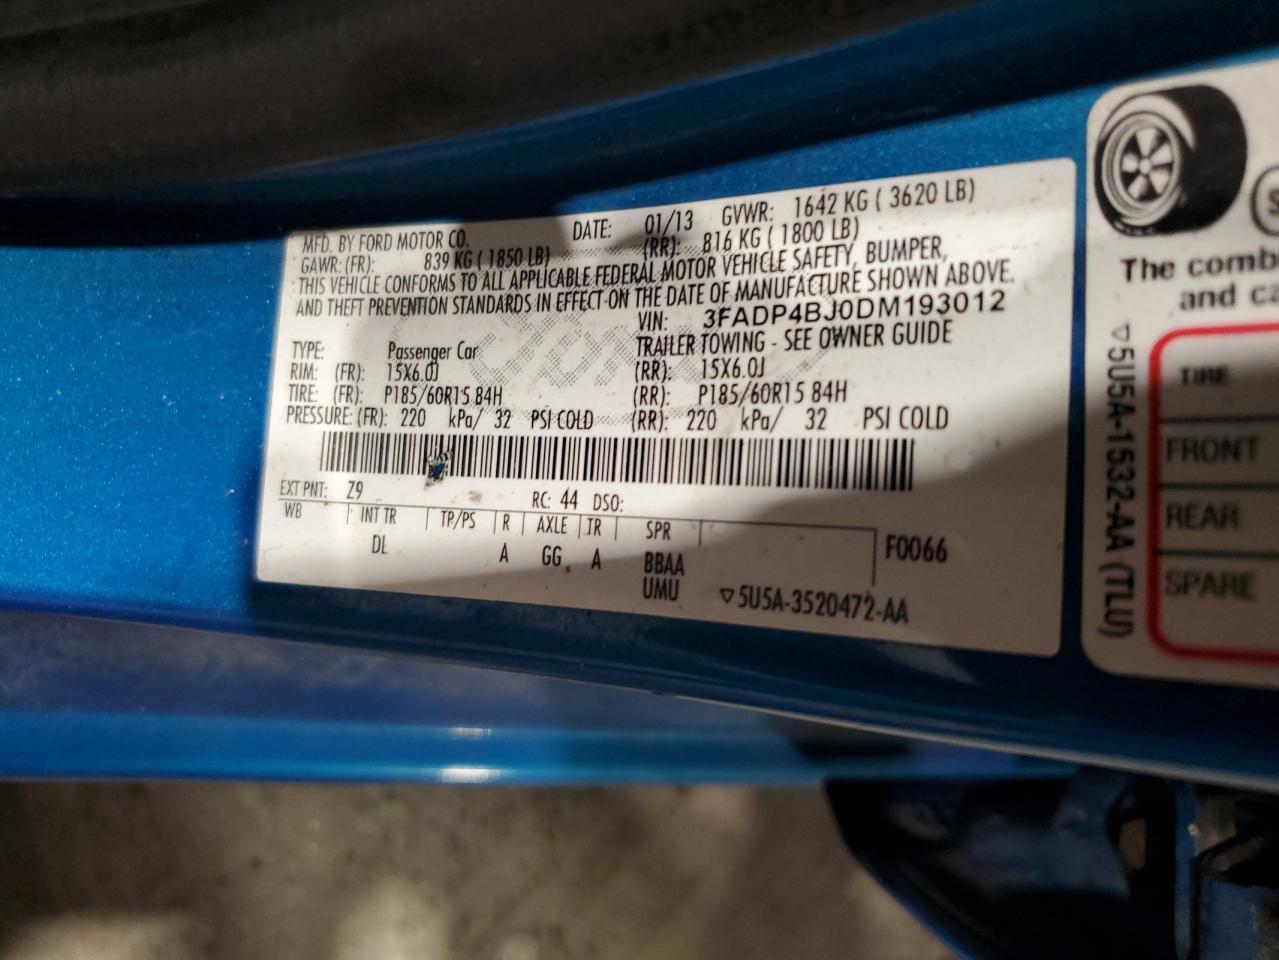 MFD. BY FORD MOTOR CO. DATE: 01/13 GVWR: 1642 KG ( 3620 LB)
GAWR: (FR): 839 KG ( 1850 LB) (RR): 816 KG ( 1800 LB)
THIS VEHICLE CONFORMS TO ALL APPLICABLE FEDERAL MOTOR VEHICLE SAFETY, BUMPER,
AND THEFT PREVENTION STANDARDS IN EFFECT ON THE DATE OF MANUFACTURE SHOWN ABOVE.
VIN: 3FADP4BJ0DM193012
TYPE: Passenger Car TRAILER TOWING - SEE OWNER GUIDE
RIM: (FR): 15X6.0J (RR): 15X6.0J
TIRE: (FR): P185/60R15 84H (RR): P185/60R15 84H
PRESSURE: (FR): 220 kPa/ 32 PSI COLD (RR): 220 kPa/ 32 PSI COLD
EXT PNT: Z9 RC: 44 DSO:
WB INT TR TP/PS R AXLE TR SPR
DL A GG A BBAA F0066
UMU ▽5U5A-3520472-AA
The comb
and ca
TIRE
FRONT
REAR
SPARE
▽5U5A-1532-AA (TLU)